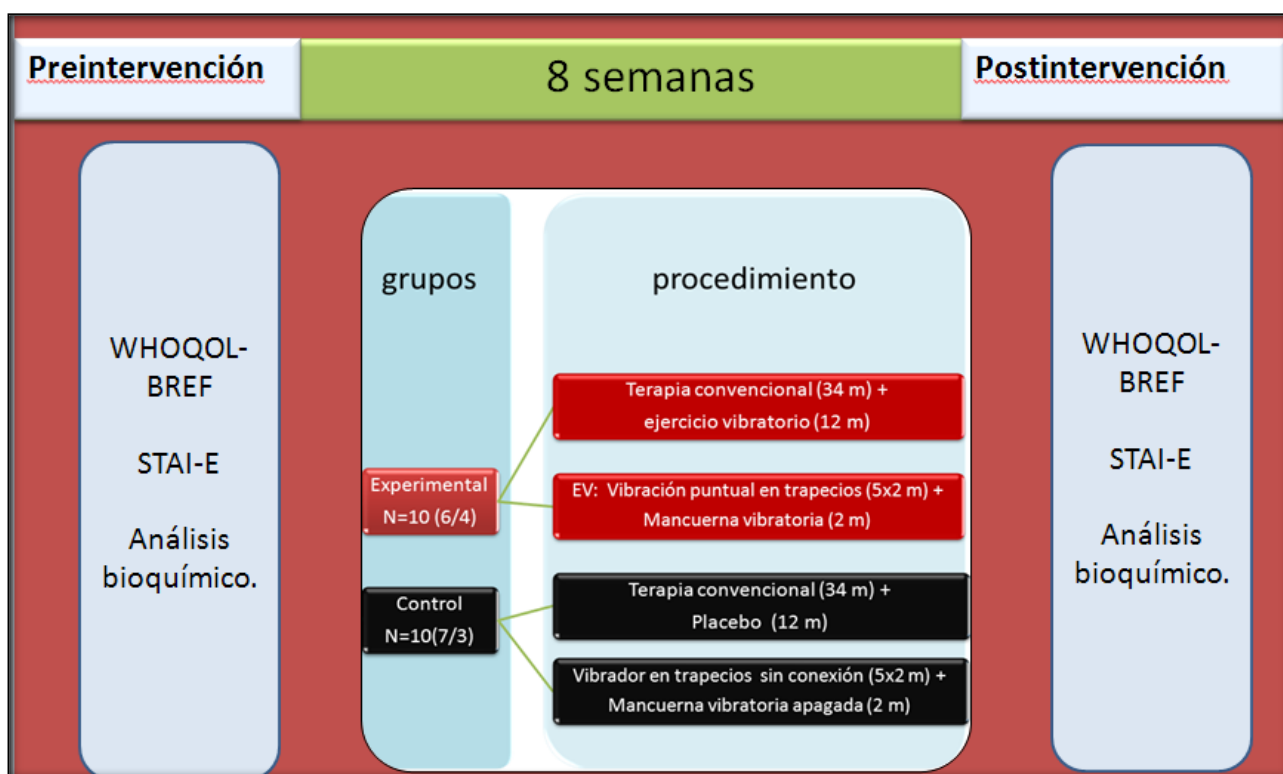 Preintervención
8 semanas
Postintervención
WHOQOL-
BREF
STAI-E
Análisis
bioquímico.
grupos
procedimiento
Experimental
N=10 (6/4)
Terapia convencional (34 m) +
ejercicio vibratorio (12 m)
EV: Vibración puntual en trapecios (5x2 m) +
Mancuerna vibratoria (2 m)
Control
N=10(7/3)
Terapia convencional (34 m) +
Placebo (12 m)
Vibrador en trapecios sin conexión (5x2 m) +
Mancuerna vibratoria apagada (2 m)
WHOQOL-
BREF
STAI-E
Análisis
bioquímico.